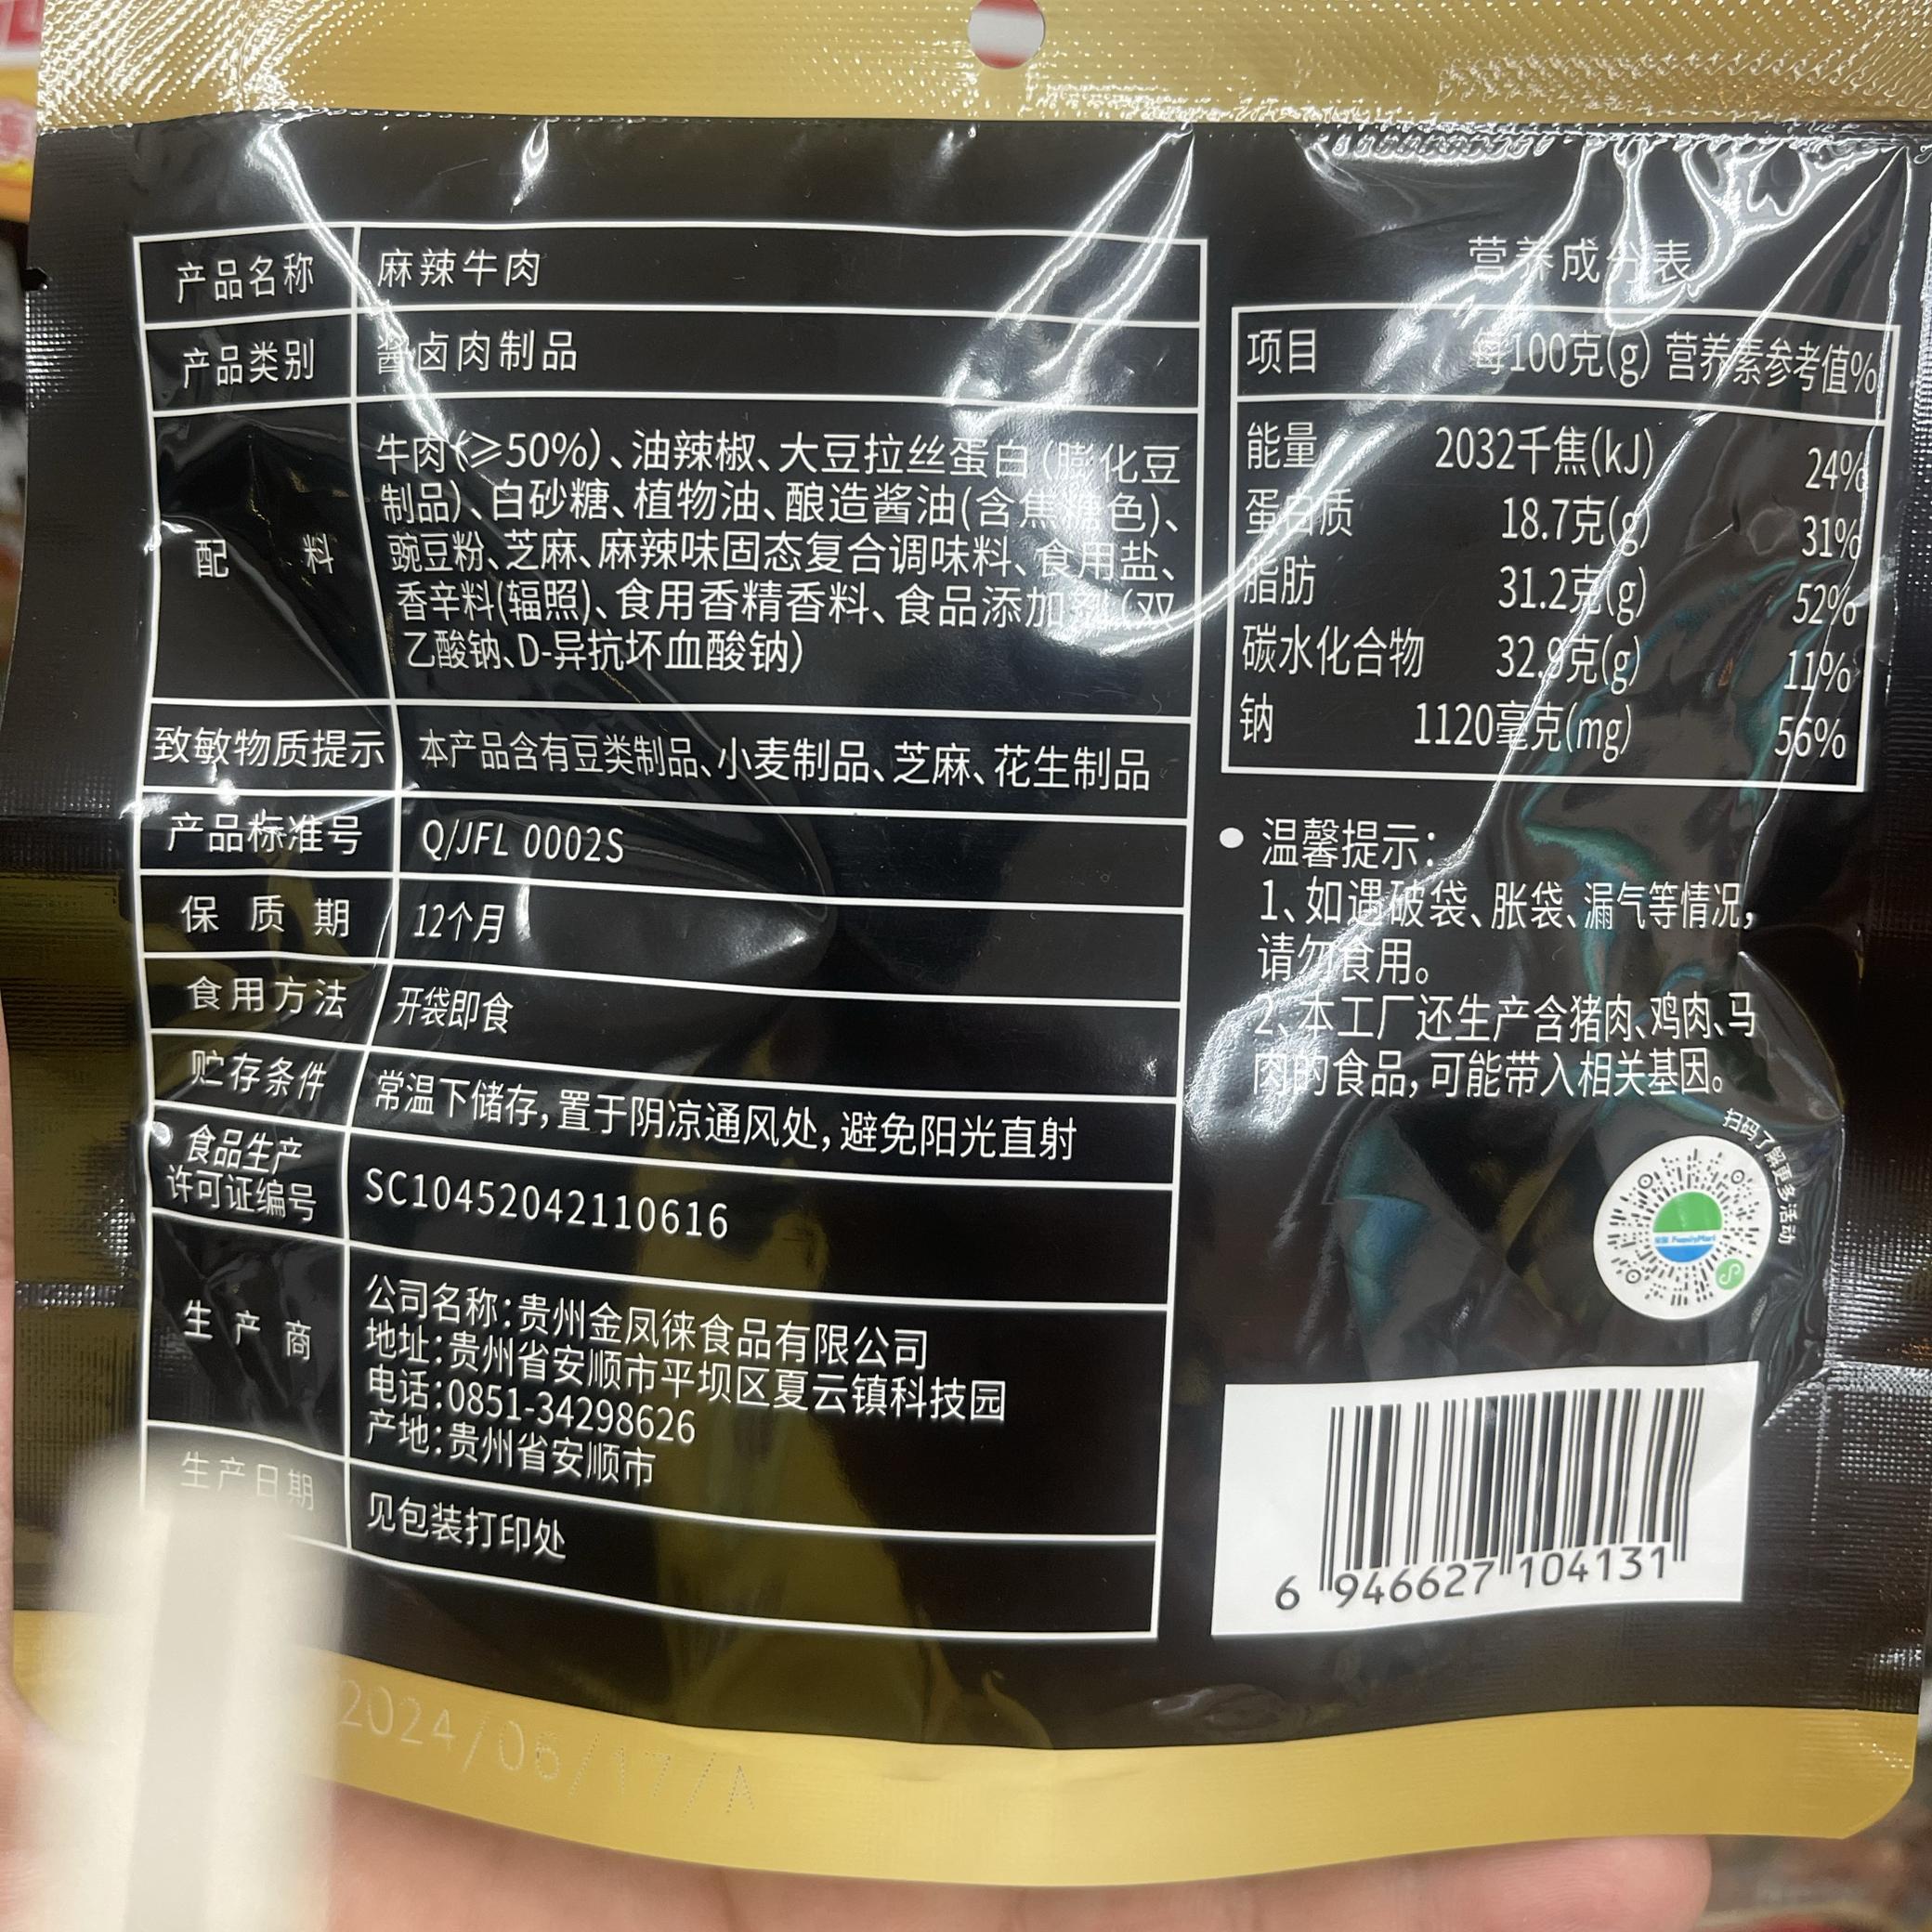 产品名称 麻辣牛肉
产品类别 酱卤肉制品
配 料 牛肉(≥50%)、油辣椒、大豆拉丝蛋白(膨化豆
制品)、白砂糖、植物油、酿造酱油(含焦糖色)、
豌豆粉、芝麻、麻辣味固态复合调味料、食用盐、
香辛料(辐照)、食用香精香料、食品添加剂(双
乙酸钠、D-异抗坏血酸钠)
致敏物质提示 本产品含有豆类制品、小麦制品、芝麻、花生制品
产品标准号 Q/JFL 0002S
保 质 期 12个月
食用方法 开袋即食
贮存条件 常温下储存,置于阴凉通风处,避免阳光直射
食品生产
许可证编号 SC10452042110616
生 产 商 公司名称:贵州金凤徕食品有限公司
地址:贵州省安顺市平坝区夏云镇科技园
电话:0851-34298626
产地:贵州省安顺市
生产日期 见包装打印处
营养成分表
项目 每100克(g) 营养素参考值%
能量 2032千焦(kJ) 24%
蛋白质 18.7克(g) 31%
脂肪 31.2克(g) 52%
碳水化合物 32.9克(g) 11%
钠 1120毫克(mg) 56%
● 温馨提示:
1、如遇破袋、胀袋、漏气等情况,
请勿食用。
2、本工厂还生产含猪肉、鸡肉、马
肉的食品,可能带入相关基因。
扫码了解更多活动
FamilyMart
6 946627 104131
2024/06/17/A